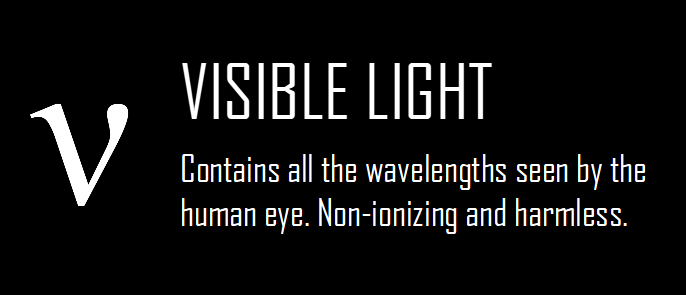 ν
VISIBLE LIGHT
Contains all the wavelengths seen by the
human eye. Non-ionizing and harmless.